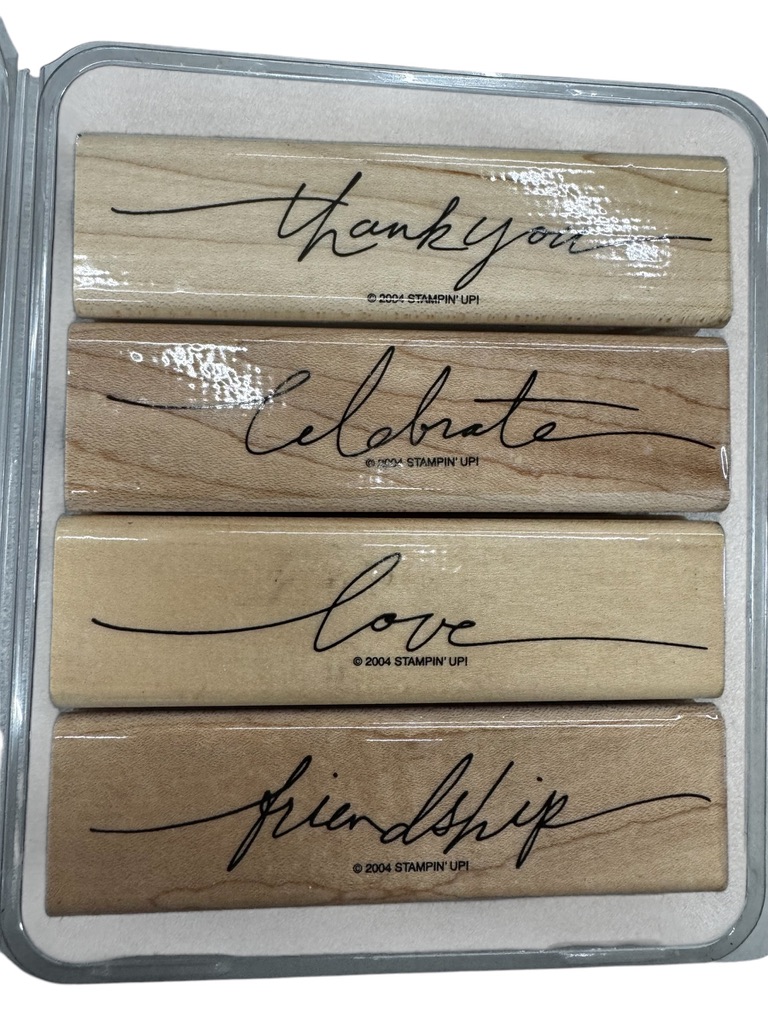 thank you
© 2004 STAMPIN' UP!
Celebrate
© 2004 STAMPIN' UP!
love
© 2004 STAMPIN' UP!
friendship
© 2004 STAMPIN' UP!